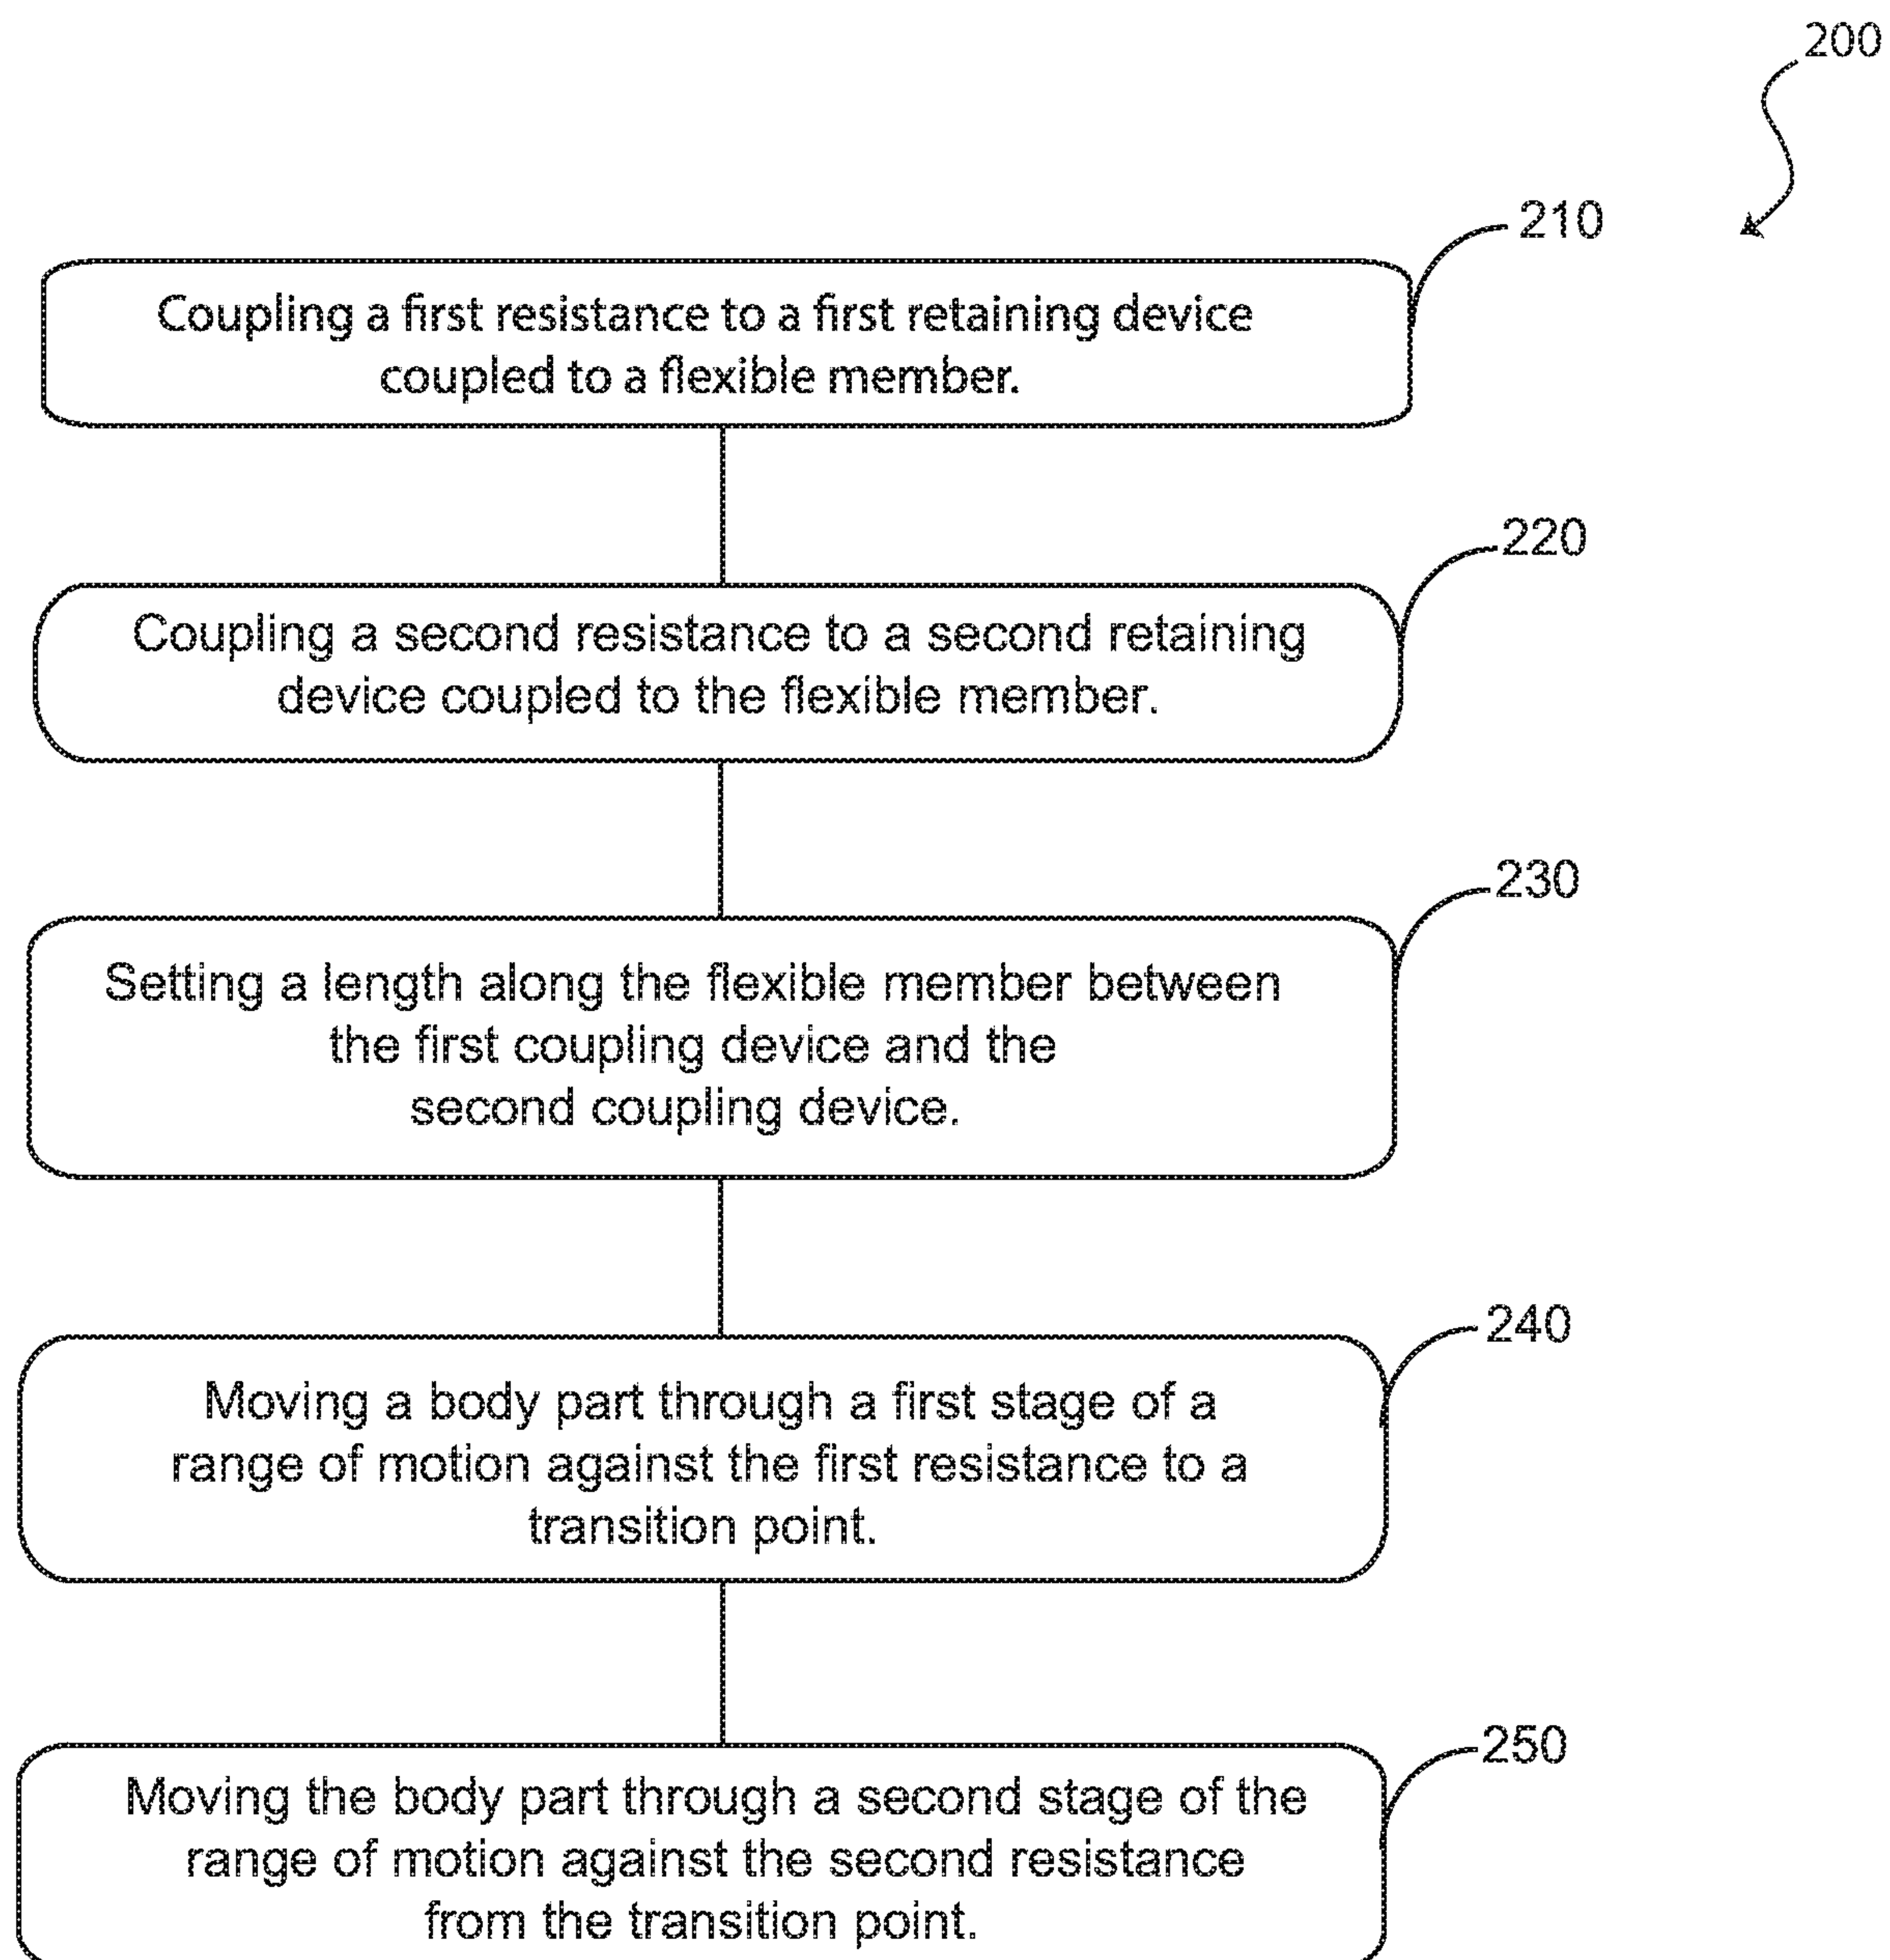 200
210
Coupling a first resistance to a first retaining device
coupled to a flexible member.
220
Coupling a second resistance to a second retaining
device coupled to the flexible member.
230
Setting a length along the flexible member between
the first coupling device and the
second coupling device.
240
Moving a body part through a first stage of a
range of motion against the first resistance to a
transition point.
250
Moving the body part through a second stage of the
range of motion against the second resistance
from the transition point.